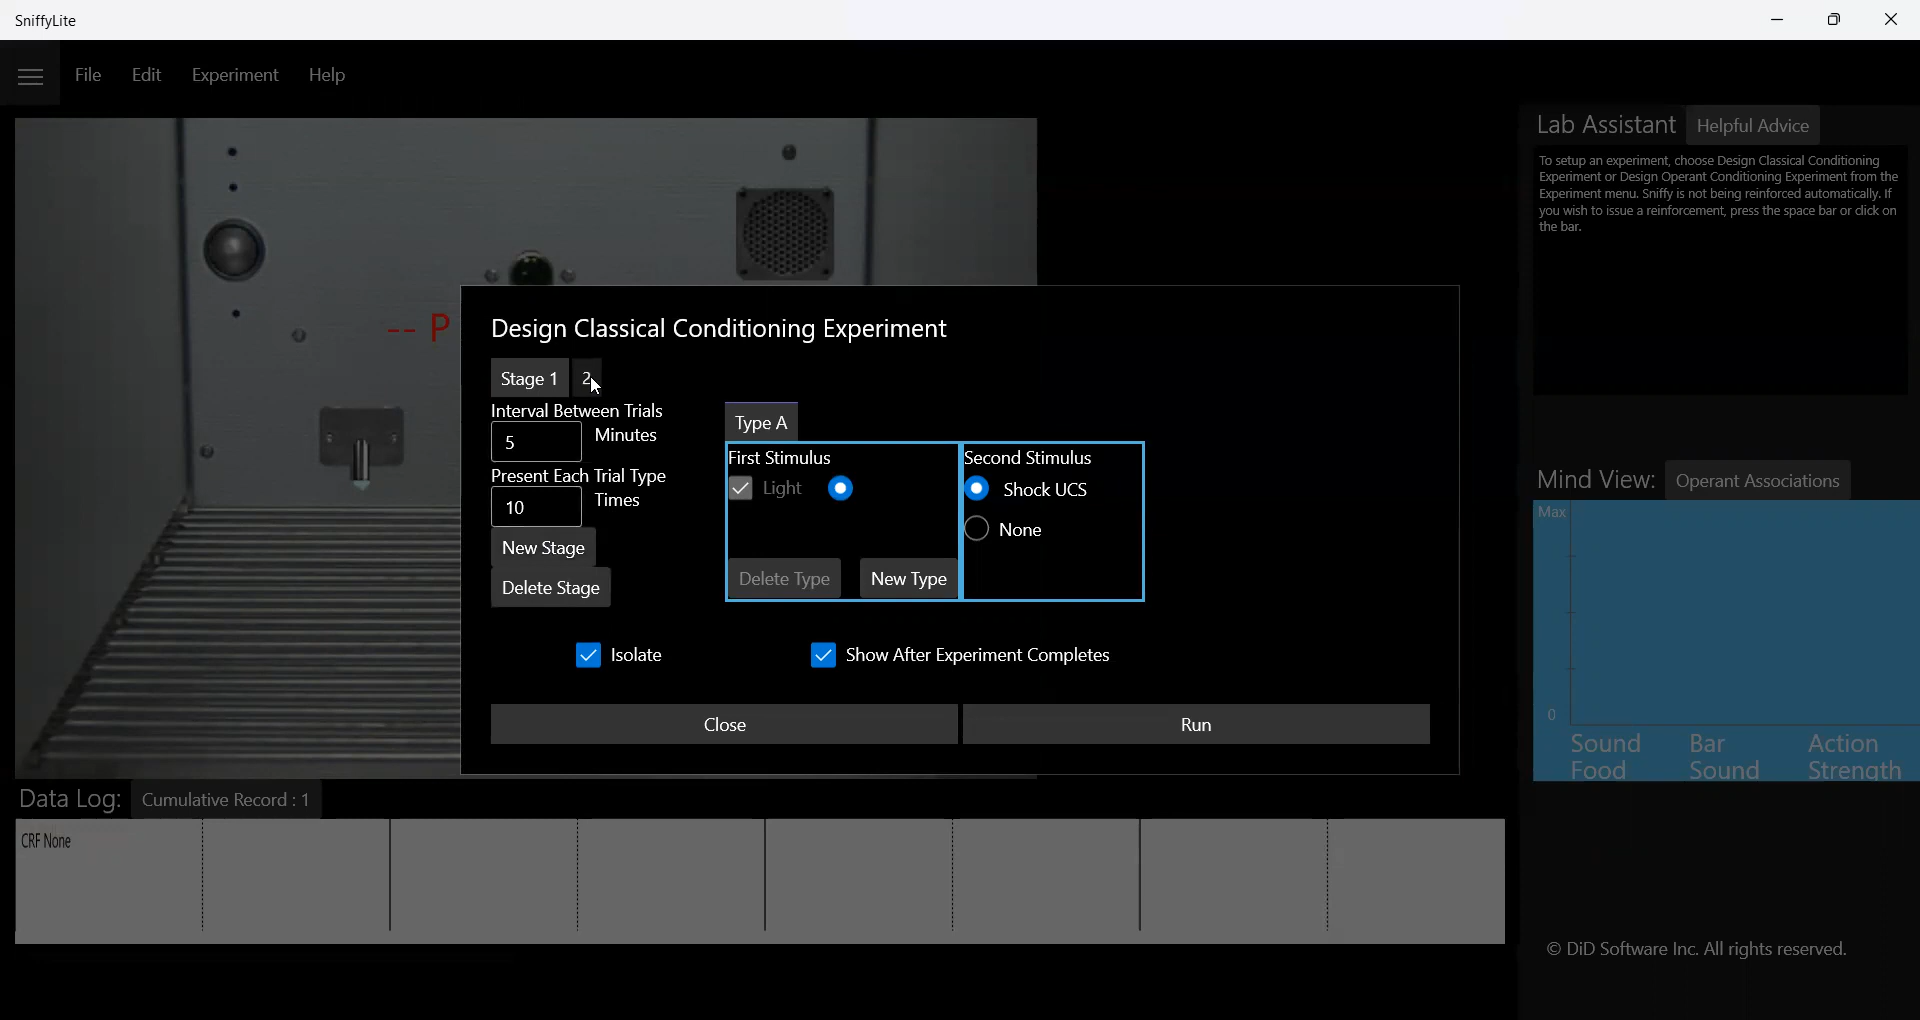 SniffyLite
File Edit Experiment Help
Lab Assistant Helpful Advice
To setup an experiment, choose Design Classical Conditioning
Experiment or Design Operant Conditioning Experiment from the
Experiment menu. Sniffy is not being reinforced automatically. If
you wish to issue a reinforcement, press the space bar or click on
the bar.
-- P
Design Classical Conditioning Experiment
Stage 1 2
Interval Between Trials
5 Minutes
Present Each Trial Type
10 Times
New Stage
Delete Stage
Type A
First Stimulus
Light
Delete Type New Type
Second Stimulus
Shock UCS
None
Isolate Show After Experiment Completes
Close Run
Mind View: Operant Associations
Max
0
Sound Food
Bar Sound
Action Strength
Data Log: Cumulative Record : 1
CRF None
© DiD Software Inc. All rights reserved.